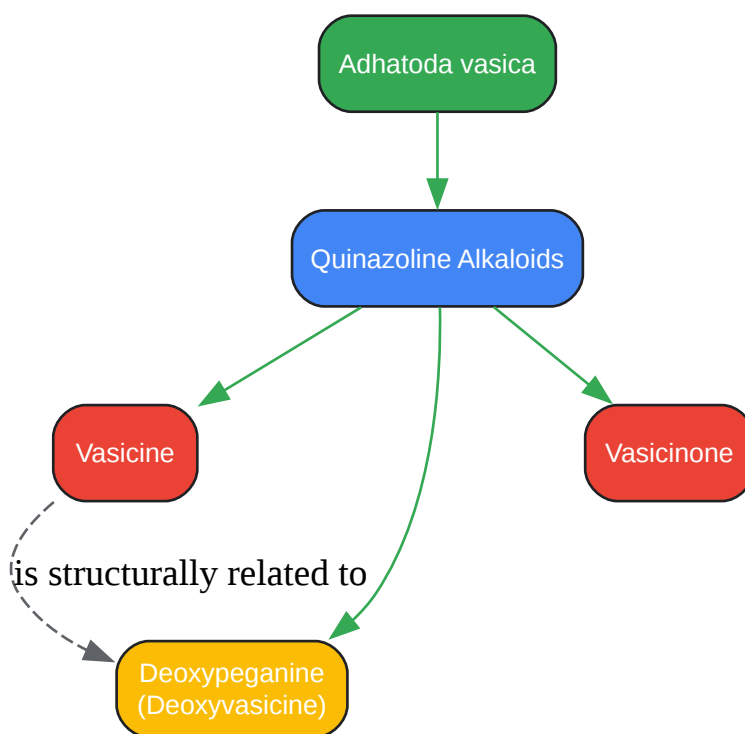 Adhatoda vasica
Quinazoline Alkaloids
Vasicine
Vasicinone
is structurally related to
Deoxypeganine
(Deoxyvasicine)